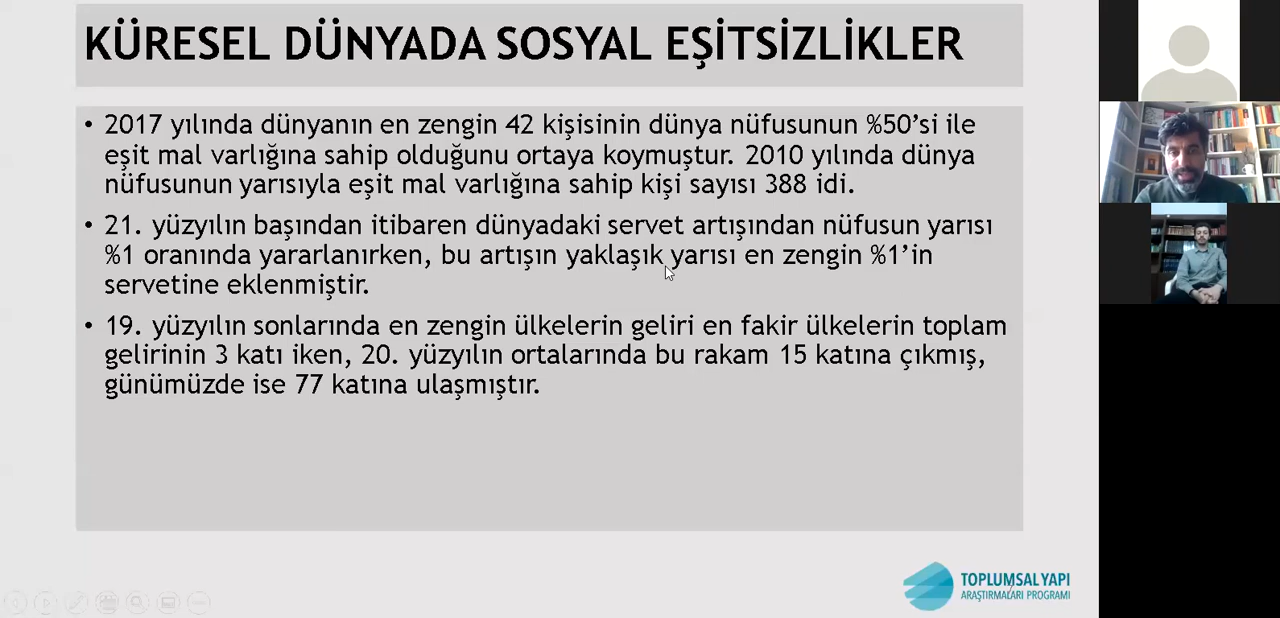 KÜRESEL DÜNYADA SOSYAL EŞİTSİZLİKLER
• 2017 yılında dünyanın en zengin 42 kişisinin dünya nüfusunun %50’si ile
eşit mal varlığına sahip olduğunu ortaya koymuştur. 2010 yılında dünya
nüfusunun yarısıyla eşit mal varlığına sahip kişi sayısı 388 idi.
• 21. yüzyılın başından itibaren dünyadaki servet artışından nüfusun yarısı
%1 oranında yararlanırken, bu artışın yaklaşık yarısı en zengin %1’in
servetine eklenmiştir.
• 19. yüzyılın sonlarında en zengin ülkelerin geliri en fakir ülkelerin toplam
gelirinin 3 katı iken, 20. yüzyılın ortalarında bu rakam 15 katına çıkmış,
günümüzde ise 77 katına ulaşmıştır.
TOPLUMSAL YAPI
ARAŞTIRMALARI PROGRAMI